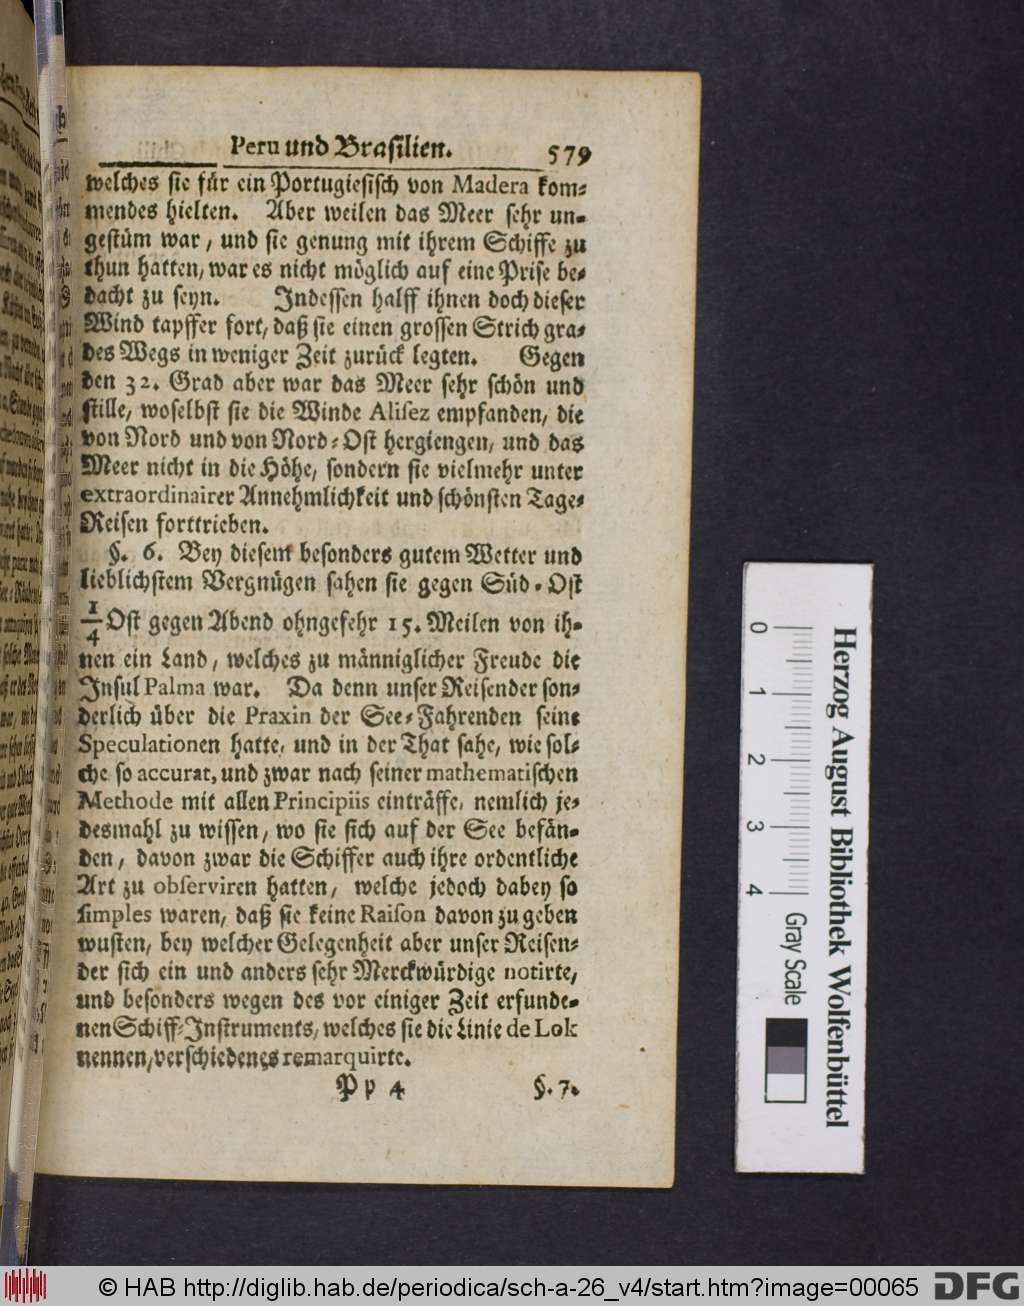 Peru und Brasilien. 579
welches sie für ein Portugiesisch von Madera kom-
mendes hielten. Aber weilen das Meer sehr un-
gestüm war, und sie genung mit ihrem Schiffe zu
thun hatten, war es nicht möglich auf eine Prise be-
dacht zu seyn. Indessen halff ihnen doch dieser
Wind tapffer fort, daß sie einen grossen Strich gra-
des Wegs in weniger Zeit zurück legten. Gegen
den 32. Grad aber war das Meer sehr schön und
stille, woselbst sie die Winde Alisez empfanden, die
von Nord und von Nord-Ost hergiengen, und das
Meer nicht in die Höhe, sondern sie vielmehr unter
extraordinairer Annehmlichkeit und schönsten Tage-
Reisen forttrieben.
§. 6. Bey diesem besonders gutem Wetter und
lieblichstem Vergnügen sahen sie gegen Süd-Ost
1/4 Ost gegen Abend ohngefehr 15. Meilen von ih-
nen ein Land, welches zu männiglicher Freude die
Insul Palma war. Da denn unser Reisender son-
derlich über die Praxin der See-Fahrenden seine
Speculationen hatte, und in der That sahe, wie sol-
che so accurat, und zwar nach seiner mathematischen
Methode mit allen Principiis einträffe, nemlich je-
desmahl zu wissen, wo sie sich auf der See befän-
den, davon zwar die Schiffer auch ihre ordentliche
Art zu observiren hatten, welche jedoch dabey so
simples waren, daß sie keine Raison davon zu geben
wusten, bey welcher Gelegenheit aber unser Reisen-
der sich ein und anders sehr Merckwürdige notirte,
und besonders wegen des vor einiger Zeit erfunde-
nen Schiff-Instruments, welches sie die Linie de Lok
nennen, verschiedenes remarquirte.
Pp 4 §. 7.
0 1 2 3 4
Gray Scale
Herzog August Bibliothek Wolfenbüttel
© HAB http://diglib.hab.de/periodica/sch-a-26_v4/start.htm?image=00065 DFG